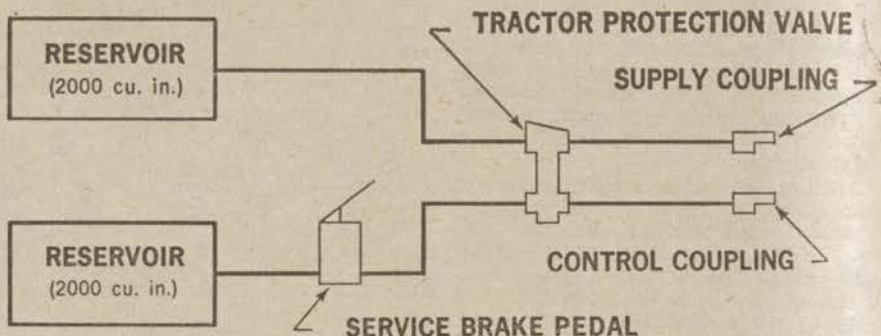 TRACTOR PROTECTION VALVE
RESERVOIR
(2000 cu. in.)
SUPPLY COUPLING
RESERVOIR
(2000 cu. in.)
CONTROL COUPLING
SERVICE BRAKE PEDAL